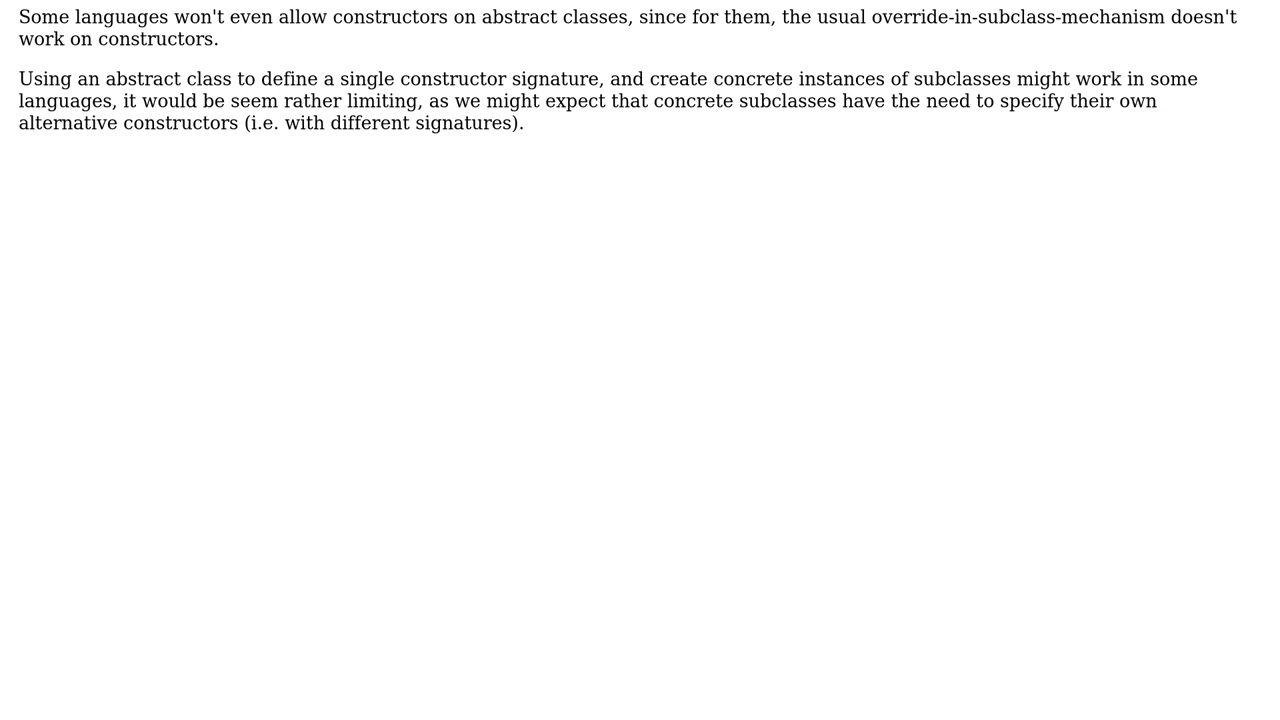 Some languages won't even allow constructors on abstract classes, since for them, the usual override-in-subclass-mechanism doesn't
work on constructors.
Using an abstract class to define a single constructor signature, and create concrete instances of subclasses might work in some
languages, it would be seem rather limiting, as we might expect that concrete subclasses have the need to specify their own
alternative constructors (i.e. with different signatures).